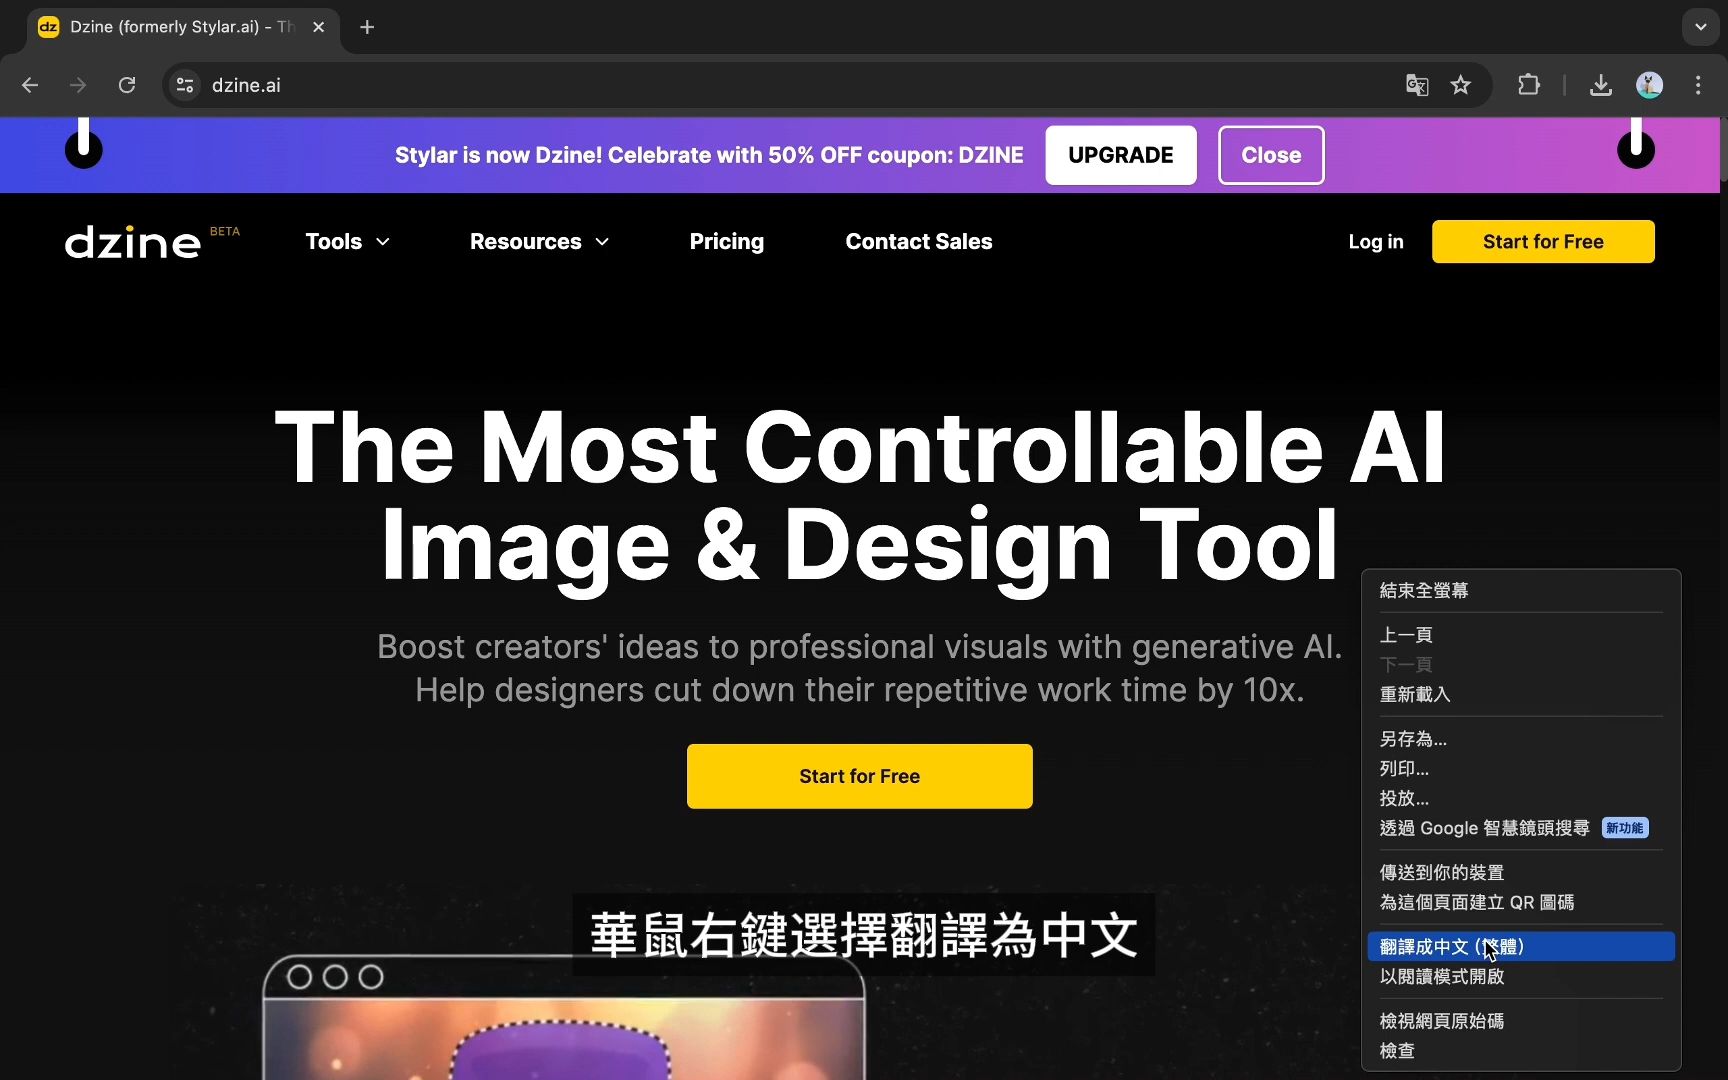 dz Dzine (formerly Stylar.ai) - Th
dzine.ai
Stylar is now Dzine! Celebrate with 50% OFF coupon: DZINE UPGRADE Close
dzine BETA Tools Resources Pricing Contact Sales Log in Start for Free
The Most Controllable AI
Image & Design Tool
Boost creators' ideas to professional visuals with generative AI.
Help designers cut down their repetitive work time by 10x.
Start for Free
華鼠右鍵選擇翻譯為中文
結束全螢幕
上一頁
下一頁
重新載入
另存為...
列印...
投放...
透過 Google 智慧鏡頭搜尋 新功能
傳送到你的裝置
為這個頁面建立 QR 圖碼
翻譯成中文 (繁體)
以閱讀模式開啟
檢視網頁原始碼
檢查